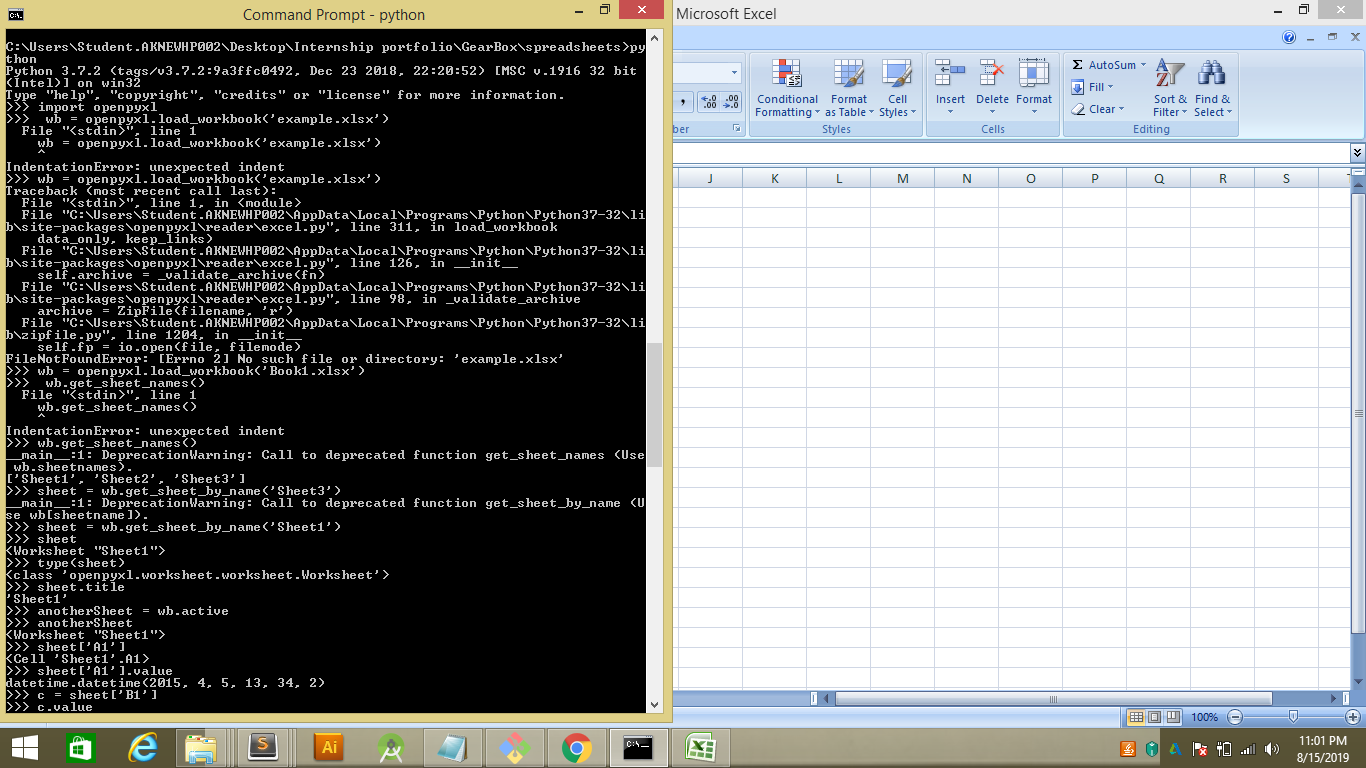 Command Prompt - python
C:\Users\Student.AKNEWHP002\Desktop\Internship portfolio\GearBox\spreadsheets>py
thon
Python 3.7.2 (tags/v3.7.2:9a3ffc0492, Dec 23 2018, 22:20:52) [MSC v.1916 32 bit
(Intel)] on win32
Type "help", "copyright", "credits" or "license" for more information.
>>> import openpyxl
>>>  wb = openpyxl.load_workbook('example.xlsx')
  File "<stdin>", line 1
    wb = openpyxl.load_workbook('example.xlsx')
    ^
IndentationError: unexpected indent
>>> wb = openpyxl.load_workbook('example.xlsx')
Traceback (most recent call last):
  File "<stdin>", line 1, in <module>
  File "C:\Users\Student.AKNEWHP002\AppData\Local\Programs\Python\Python37-32\li
b\site-packages\openpyxl\reader\excel.py", line 311, in load_workbook
    data_only, keep_links)
  File "C:\Users\Student.AKNEWHP002\AppData\Local\Programs\Python\Python37-32\li
b\site-packages\openpyxl\reader\excel.py", line 126, in __init__
    self.archive = _validate_archive(fn)
  File "C:\Users\Student.AKNEWHP002\AppData\Local\Programs\Python\Python37-32\li
b\site-packages\openpyxl\reader\excel.py", line 98, in _validate_archive
    archive = ZipFile(filename, 'r')
  File "C:\Users\Student.AKNEWHP002\AppData\Local\Programs\Python\Python37-32\li
b\zipfile.py", line 1204, in __init__
    self.fp = io.open(file, filemode)
FileNotFoundError: [Errno 2] No such file or directory: 'example.xlsx'
>>> wb = openpyxl.load_workbook('Book1.xlsx')
>>>  wb.get_sheet_names()
  File "<stdin>", line 1
    wb.get_sheet_names()
    ^
IndentationError: unexpected indent
>>> wb.get_sheet_names()
__main__:1: DeprecationWarning: Call to deprecated function get_sheet_names (Use
 wb.sheetnames).
['Sheet1', 'Sheet2', 'Sheet3']
>>> sheet = wb.get_sheet_by_name('Sheet3')
__main__:1: DeprecationWarning: Call to deprecated function get_sheet_by_name (U
se wb[sheetname]).
>>> sheet = wb.get_sheet_by_name('Sheet1')
>>> sheet
<Worksheet "Sheet1">
>>> type(sheet)
<class 'openpyxl.worksheet.worksheet.Worksheet'>
>>> sheet.title
'Sheet1'
>>> anotherSheet = wb.active
>>> anotherSheet
<Worksheet "Sheet1">
>>> sheet['A1']
<Cell 'Sheet1'.A1>
>>> sheet['A1'].value
datetime.datetime(2015, 4, 5, 13, 34, 2)
>>> c = sheet['B1']
>>> c.value
Microsoft Excel
Conditional Formatting
Format as Table
Cell Styles
Insert
Delete
Format
AutoSum
Fill
Clear
Sort & Filter
Find & Select
ber
Styles
Cells
Editing
J K L M N O P Q R S
100%
Ai
11:01 PM
8/15/2019